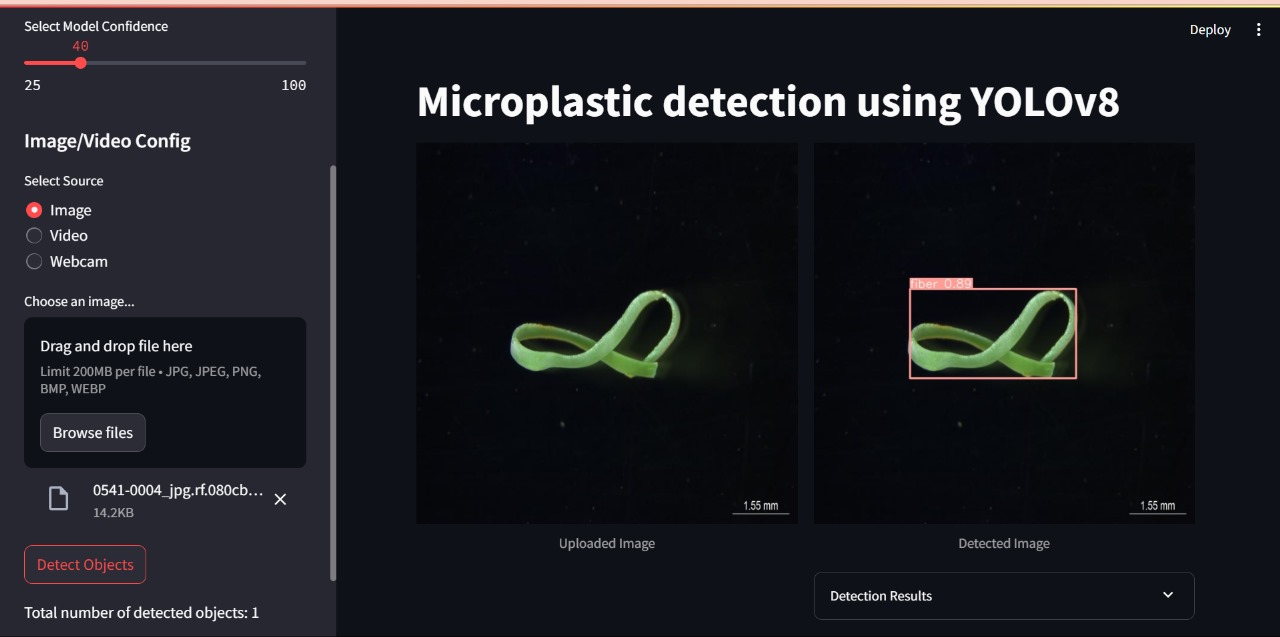 Select Model Confidence
40
25 100
Image/Video Config
Select Source
Image
Video
Webcam
Choose an image...
Drag and drop file here
Limit 200MB per file • JPG, JPEG, PNG,
BMP, WEBP
Browse files
0541-0004_jpg.rf.080cb...
14.2KB
Detect Objects
Total number of detected objects: 1
Deploy
Microplastic detection using YOLOv8
1.55 mm
Uploaded Image
fiber 0.89
1.55 mm
Detected Image
Detection Results